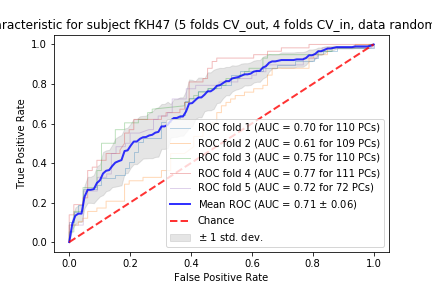 aracteristic for subject fKH47 (5 folds CV_out, 4 folds CV_in, data random
True Positive Rate
1.0
0.8
0.6
0.4
0.2
0.0
ROC fold 1 (AUC = 0.70 for 110 PCs)
ROC fold 2 (AUC = 0.61 for 109 PCs)
ROC fold 3 (AUC = 0.75 for 110 PCs)
ROC fold 4 (AUC = 0.77 for 111 PCs)
ROC fold 5 (AUC = 0.72 for 72 PCs)
Mean ROC (AUC = 0.71 ± 0.06)
Chance
± 1 std. dev.
0.0 0.2 0.4 0.6 0.8 1.0
False Positive Rate